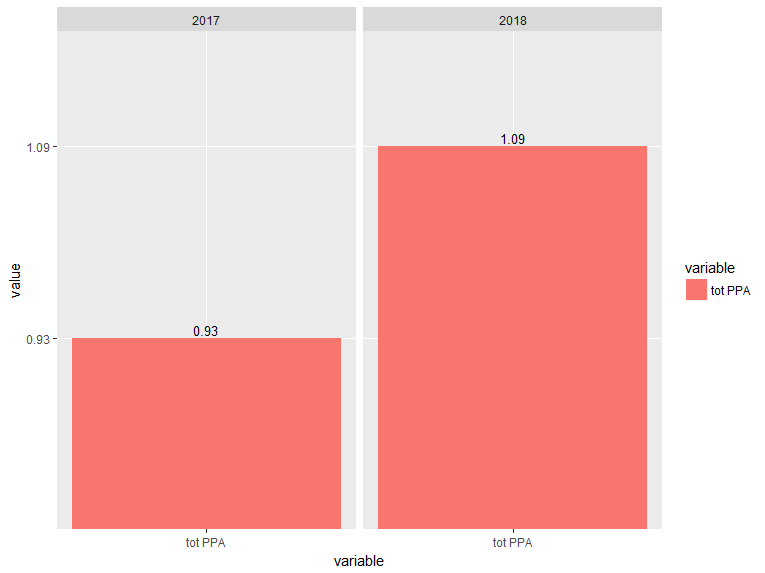 2017
2018
1.09
1.09
value
0.93
0.93
variable
tot PPA
tot PPA
tot PPA
variable